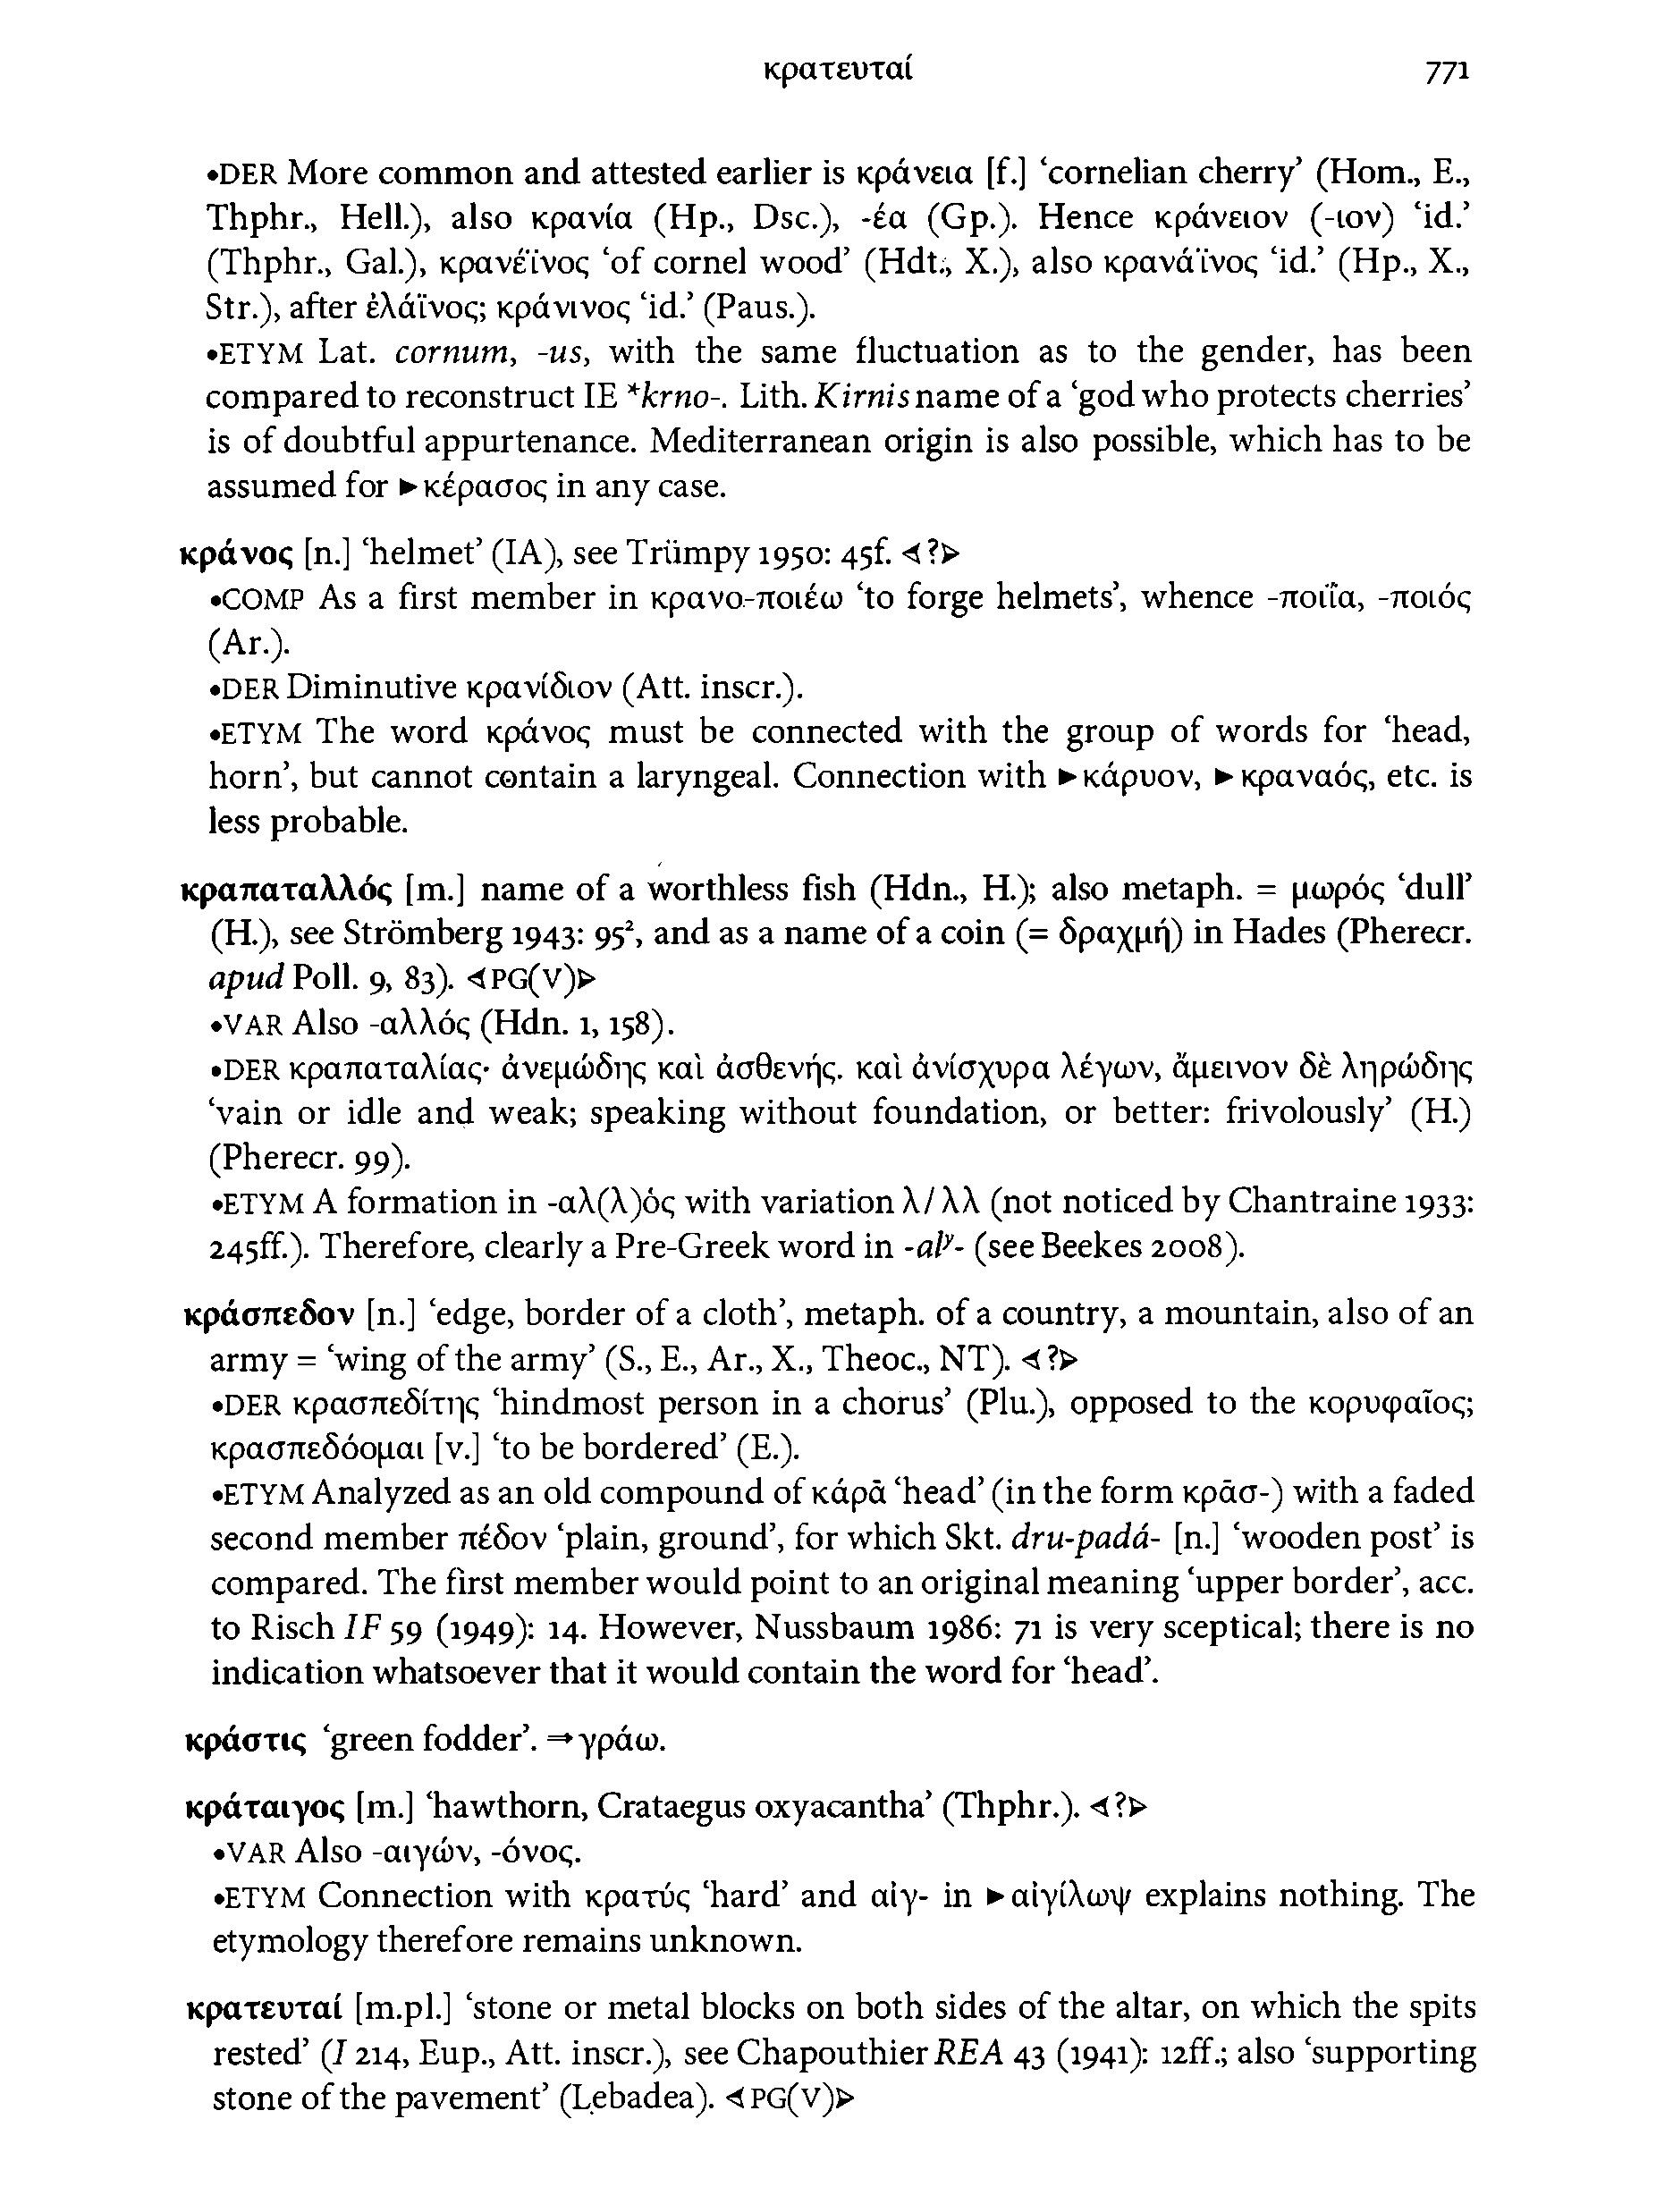 κρατευταί 771
•DER More common and attested earlier is κράνεια [f.] ‘cornelian cherry’ (Hom., E.,
Thphr., Hell.), also κρανία (Hp., Dsc.), -έα (Gp.). Hence κράνειον (-ιον) ‘id.’
(Thphr., Gal.), κρανέϊνος ‘of cornel wood’ (Hdt., X.), also κρανάϊνος ‘id.’ (Hp., X.,
Str.), after ἐλάϊνος; κράνινος ‘id.’ (Paus.).
•ETYM Lat. cornum, -us, with the same fluctuation as to the gender, has been
compared to reconstruct IE *krno-. Lith. Kirnis name of a ‘god who protects cherries’
is of doubtful appurtenance. Mediterranean origin is also possible, which has to be
assumed for ►κέρασος in any case.
κράνος [n.] ‘helmet’ (IA), see Trümpy 1950: 45f. ◁?▷
•COMP As a first member in κρανο-ποιέω ‘to forge helmets’, whence -ποιΐα, -ποιός
(Ar.).
•DER Diminutive κρανίδιον (Att. inscr.).
•ETYM The word κράνος must be connected with the group of words for ‘head,
horn’, but cannot contain a laryngeal. Connection with ►κάρυον, ►κραναός, etc. is
less probable.
κραπαταλλός [m.] name of a worthless fish (Hdn., H.); also metaph. = μωρός ‘dull’
(H.), see Strömberg 1943: 95², and as a name of a coin (= δραχμή) in Hades (Pherecr.
apud Poll. 9, 83). ◁PG(V)▷
•VAR Also -αλλός (Hdn. 1, 158).
•DER κραπαταλίας· ἀνεμώδης καὶ ἀσθενής. καὶ ἀνίσχυρα λέγων, ἄμεινον δὲ ληρώδης
‘vain or idle and weak; speaking without foundation, or better: frivolously’ (H.)
(Pherecr. 99).
•ETYM A formation in -αλ(λ)ός with variation λ/ λλ (not noticed by Chantraine 1933:
245ff.). Therefore, clearly a Pre-Greek word in -alʸ- (see Beekes 2008).
κράσπεδον [n.] ‘edge, border of a cloth’, metaph. of a country, a mountain, also of an
army = ‘wing of the army’ (S., E., Ar., X., Theoc., NT). ◁?▷
•DER κρασπεδίτης ‘hindmost person in a chorus’ (Plu.), opposed to the κορυφαῖος;
κρασπεδόομαι [v.] ‘to be bordered’ (E.).
•ETYM Analyzed as an old compound of κάρᾱ ‘head’ (in the form κρᾱσ-) with a faded
second member πέδον ‘plain, ground’, for which Skt. dru-padá- [n.] ‘wooden post’ is
compared. The first member would point to an original meaning ‘upper border’, acc.
to Risch IF 59 (1949): 14. However, Nussbaum 1986: 71 is very sceptical; there is no
indication whatsoever that it would contain the word for ‘head’.
κράστις ‘green fodder’. ⇒γράω.
κράταιγος [m.] ‘hawthorn, Crataegus oxyacantha’ (Thphr.). ◁?▷
•VAR Also -αιγών, -όνος.
•ETYM Connection with κρατύς ‘hard’ and αἰγ- in ►αἰγίλωψ explains nothing. The
etymology therefore remains unknown.
κρατευταί [m.pl.] ‘stone or metal blocks on both sides of the altar, on which the spits
rested’ (I 214, Eup., Att. inscr.), see Chapouthier REA 43 (1941): 12ff.; also ‘supporting
stone of the pavement’ (Lebadea). ◁PG(V)▷